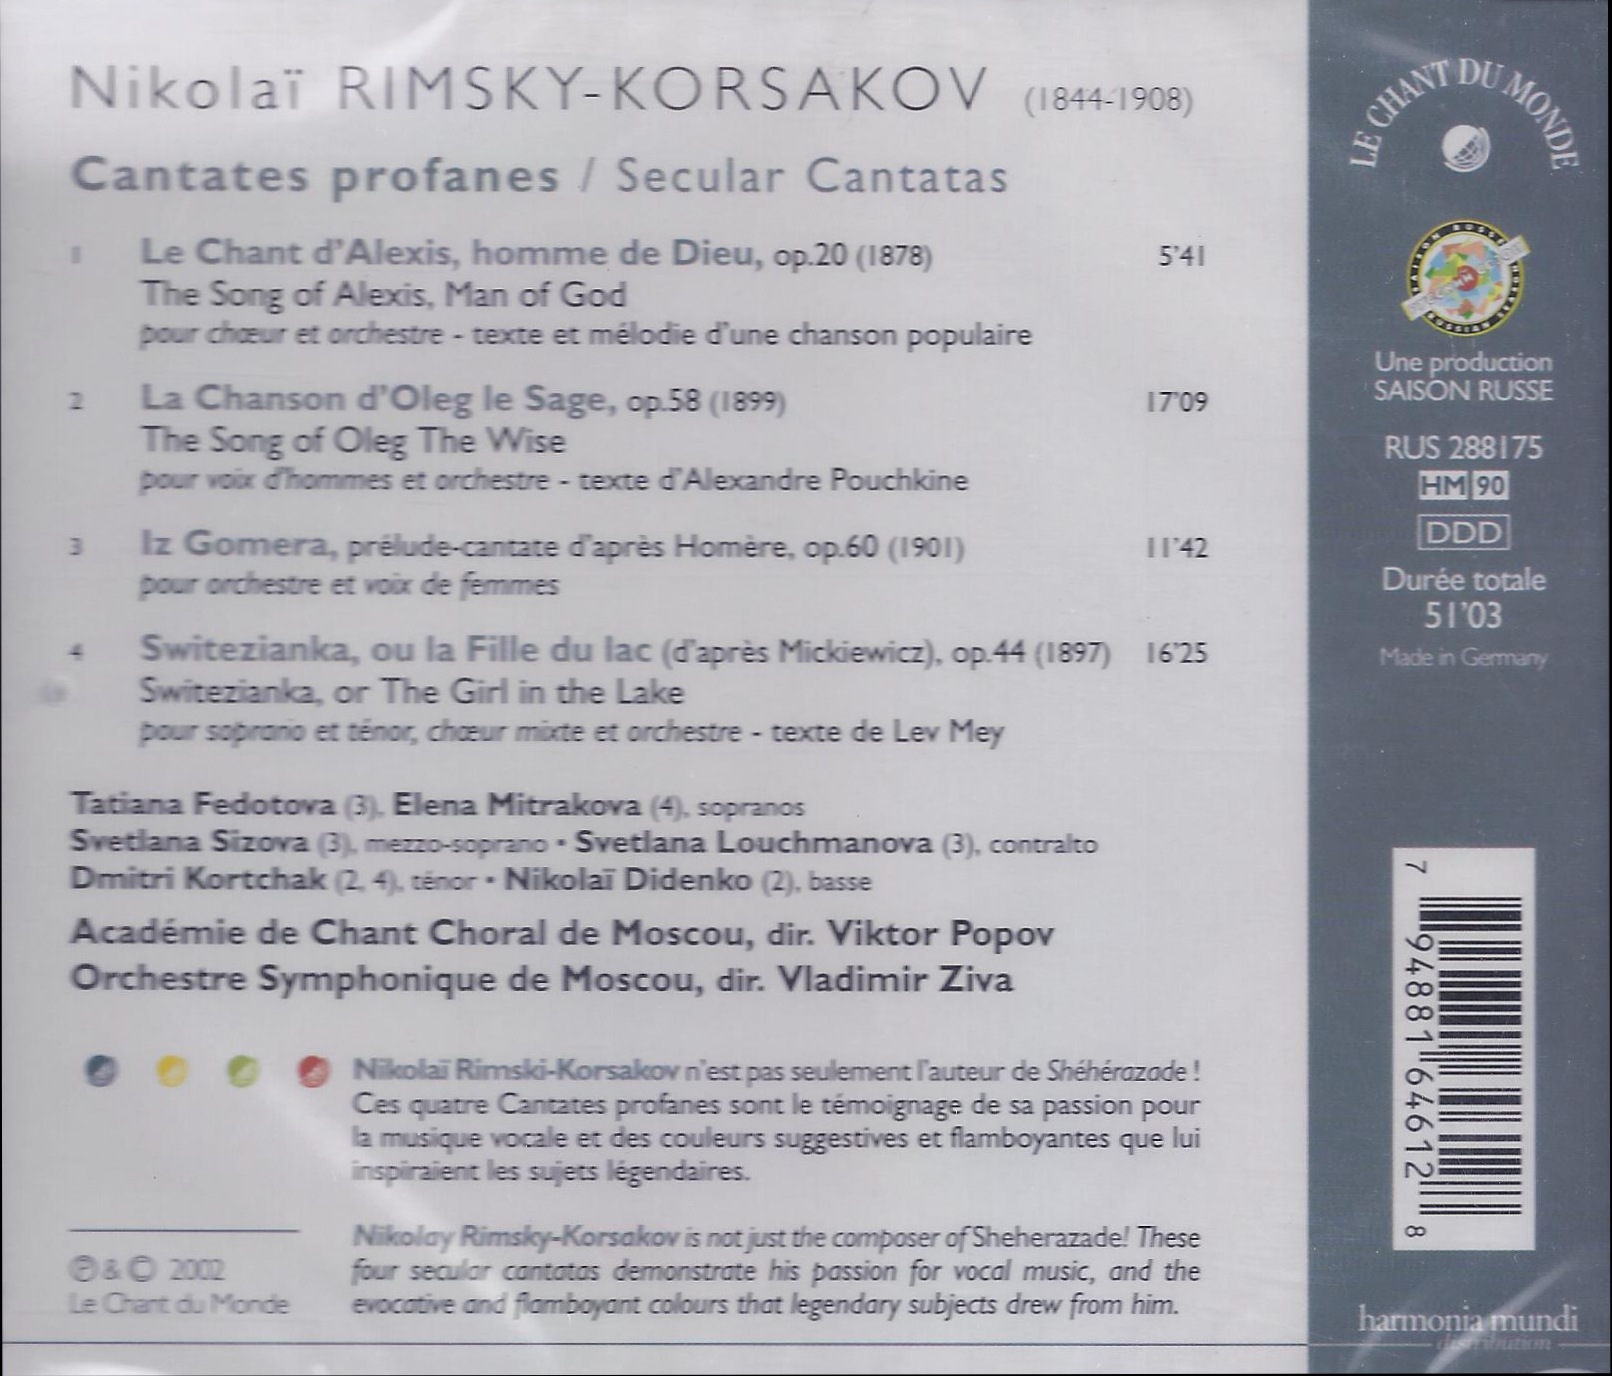 Nikolaï RIMSKY-KORSAKOV (1844-1908)
Cantates profanes / Secular Cantatas
1 Le Chant d'Alexis, homme de Dieu, op.20 (1878) 5'41
The Song of Alexis, Man of God
pour chœur et orchestre - texte et mélodie d'une chanson populaire
2 La Chanson d'Oleg le Sage, op.58 (1899) 17'09
The Song of Oleg The Wise
pour voix d'hommes et orchestre - texte d'Alexandre Pouchkine
3 Iz Gomera, prélude-cantate d'après Homère, op.60 (1901) 11'42
pour orchestre et voix de femmes
4 Switezianka, ou la Fille du lac (d'après Mickiewicz), op.44 (1897) 16'25
Switezianka, or The Girl in the Lake
pour soprano et ténor, chœur mixte et orchestre - texte de Lev Mey
Tatiana Fedotova (3), Elena Mitrakova (4), sopranos
Svetlana Sizova (3), mezzo-soprano • Svetlana Louchmanova (3), contralto
Dmitri Kortchak (2, 4), ténor • Nikolaï Didenko (2), basse
Académie de Chant Choral de Moscou, dir. Viktor Popov
Orchestre Symphonique de Moscou, dir. Vladimir Ziva
Nikolaï Rimski-Korsakov n'est pas seulement l'auteur de Shéhérazade !
Ces quatre Cantates profanes sont le témoignage de sa passion pour
la musique vocale et des couleurs suggestives et flamboyantes que lui
inspiraient les sujets légendaires.
Nikolay Rimsky-Korsakov is not just the composer of Sheherazade! These
four secular cantatas demonstrate his passion for vocal music, and the
evocative and flamboyant colours that legendary subjects drew from him.
℗ & © 2002
Le Chant du Monde
LE CHANT DU MONDE
SAISON RUSSE
RUSSIAN SEASON
Une production
SAISON RUSSE
RUS 288175
HM 90
DDD
Durée totale
51'03
Made in Germany
7 94881 64612 8
harmonia mundi
distribution